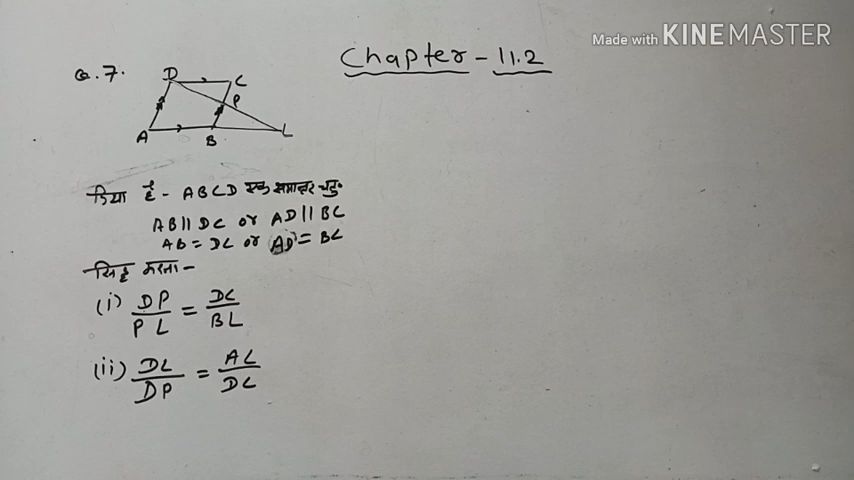 Made with KINEMASTER
Chapter - 11.2
Q.7.
D C
P
A B L
दिया है - ABCD एक समान्तर चतु०
AB || DC or AD || BC
AB = DC or AD = BC
सिद्ध करना -
(i) DP/PL = DC/BL
(ii) DL/DP = AL/DC